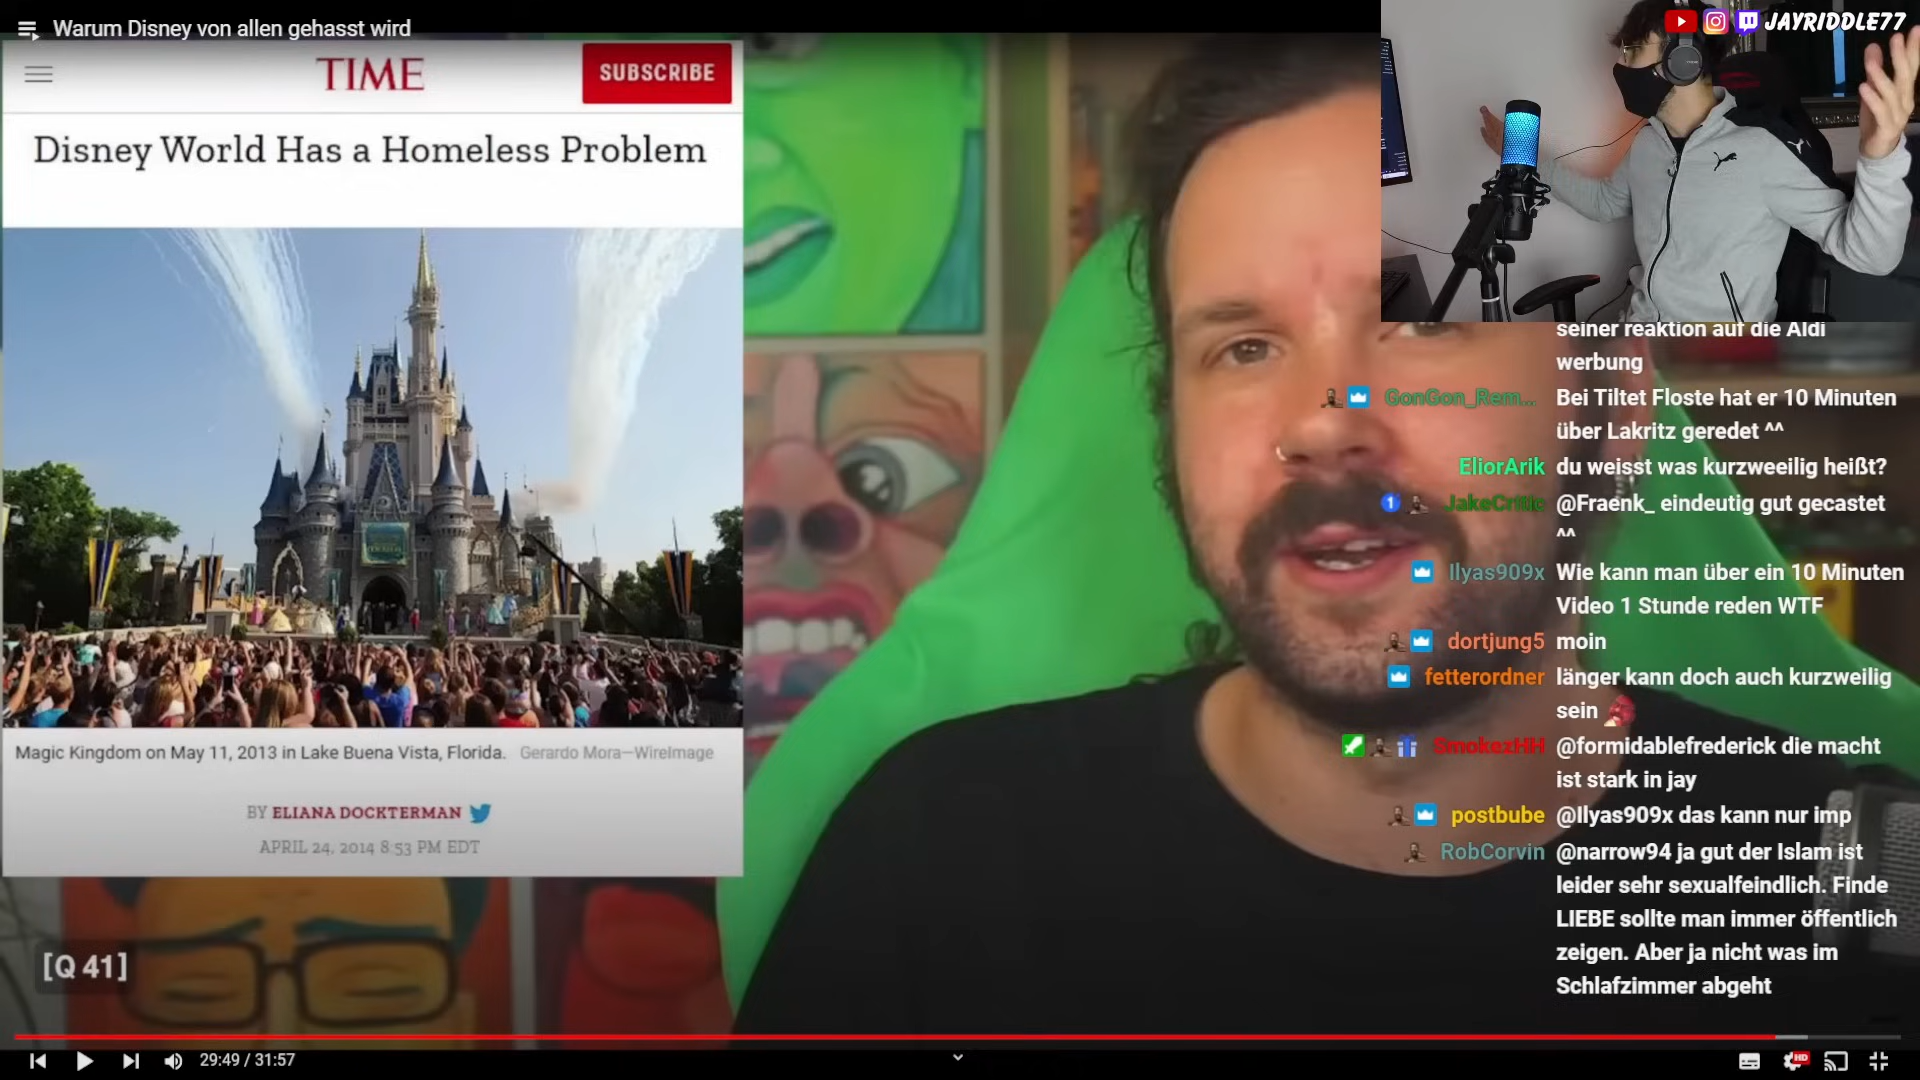 Warum Disney von allen gehasst wird
JAYRIDDLE77
TIME
SUBSCRIBE
Disney World Has a Homeless Problem
Magic Kingdom on May 11, 2013 in Lake Buena Vista, Florida. Gerardo Mora—WireImage
BY ELIANA DOCKTERMAN
APRIL 24, 2014 8:53 PM EDT
[Q 41]
seiner reaktion auf die Aldi
werbung
GonGon_Rem... Bei Tiltet Floste hat er 10 Minuten
über Lakritz geredet ^^
EliorArik du weisst was kurzweeilig heißt?
1 JakeCritic @Fraenk_ eindeutig gut gecastet
^^
Ilyas909x Wie kann man über ein 10 Minuten
Video 1 Stunde reden WTF
dortjung5 moin
fetterordner länger kann doch auch kurzweilig
sein
SmokezHH @formidablefrederick die macht
ist stark in jay
postbube @Ilyas909x das kann nur imp
RobCorvin @narrow94 ja gut der Islam ist
leider sehr sexualfeindlich. Finde
LIEBE sollte man immer öffentlich
zeigen. Aber ja nicht was im
Schlafzimmer abgeht
29:49 / 31:57
HD